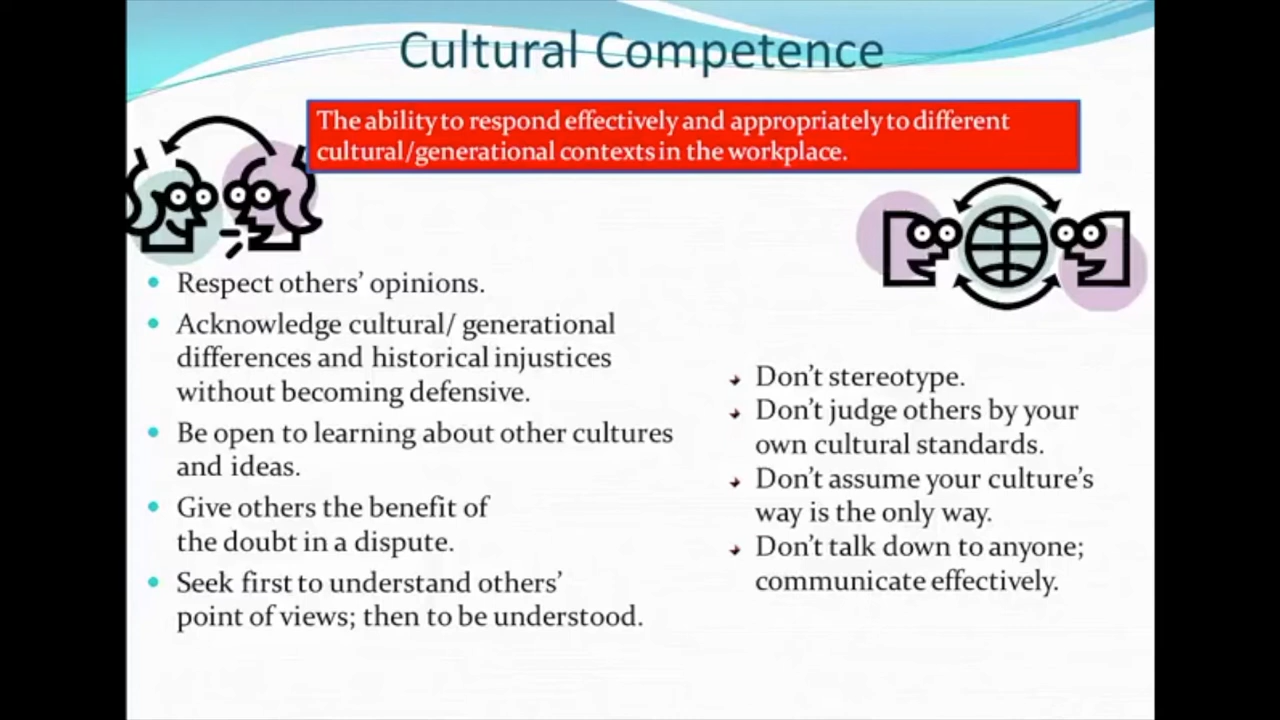 Cultural Competence
The ability to respond effectively and appropriately to different
cultural/generational contexts in the workplace.
Respect others’ opinions.
Acknowledge cultural/ generational
differences and historical injustices
without becoming defensive.
Be open to learning about other cultures
and ideas.
Give others the benefit of
the doubt in a dispute.
Seek first to understand others’
point of views; then to be understood.
Don’t stereotype.
Don’t judge others by your
own cultural standards.
Don’t assume your culture’s
way is the only way.
Don’t talk down to anyone;
communicate effectively.